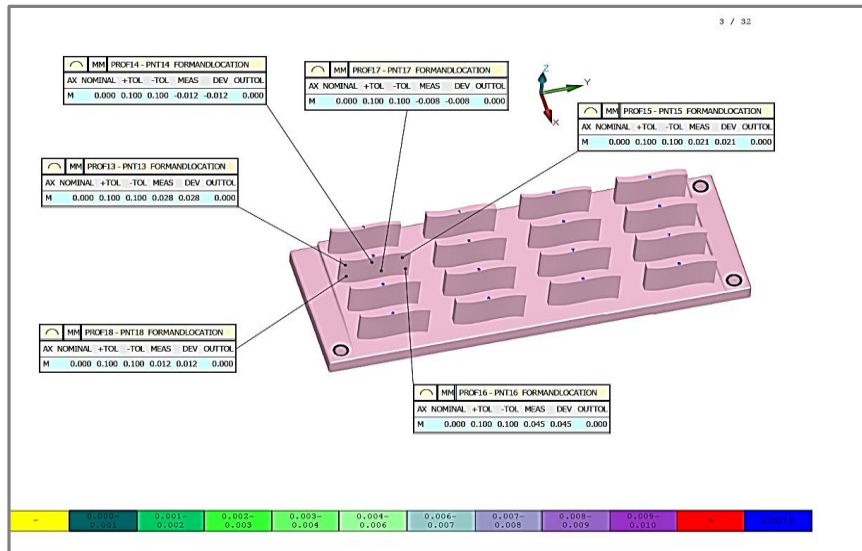 3 / 32
MM PROF14 - PNT14 FORMANDLOCATION
AX NOMINAL +TOL -TOL MEAS DEV OUTTOL
M 0.000 0.100 0.100 -0.012 -0.012 0.000
MM PROF17 - PNT17 FORMANDLOCATION
AX NOMINAL +TOL -TOL MEAS DEV OUTTOL
M 0.000 0.100 0.100 -0.008 -0.008 0.000
Z
Y
X
MM PROF15 - PNT15 FORMANDLOCATION
AX NOMINAL +TOL -TOL MEAS DEV OUTTOL
M 0.000 0.100 0.100 0.021 0.021 0.000
MM PROF13 - PNT13 FORMANDLOCATION
AX NOMINAL +TOL -TOL MEAS DEV OUTTOL
M 0.000 0.100 0.100 0.028 0.028 0.000
MM PROF18 - PNT18 FORMANDLOCATION
AX NOMINAL +TOL -TOL MEAS DEV OUTTOL
M 0.000 0.100 0.100 0.012 0.012 0.000
MM PROF16 - PNT16 FORMANDLOCATION
AX NOMINAL +TOL -TOL MEAS DEV OUTTOL
M 0.000 0.100 0.100 0.045 0.045 0.000
- 0.000- 0.001- 0.002- 0.003- 0.004- 0.006- 0.007- 0.008- 0.009- +
0.001 0.002 0.003 0.004 0.006 0.007 0.008 0.009 0.010